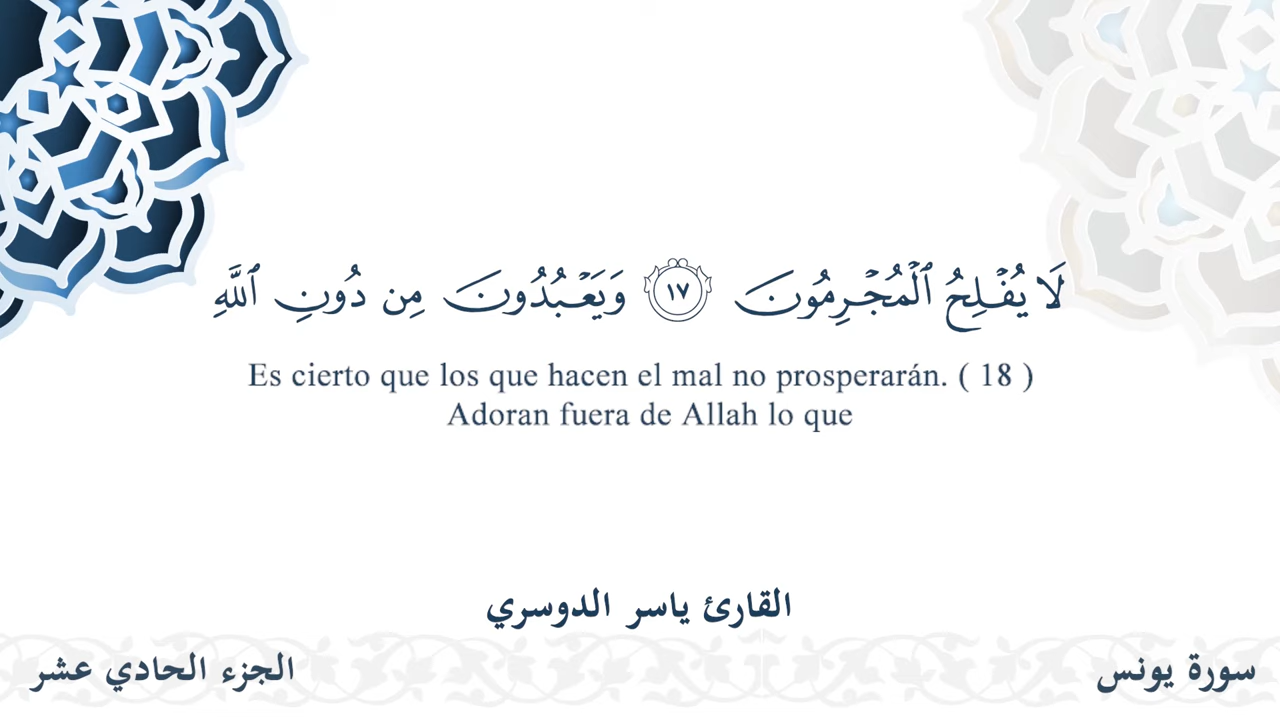 لَا يُفْلِحُ ٱلْمُجْرِمُونَ ١٧ وَيَعْبُدُونَ مِن دُونِ ٱللَّهِ
Es cierto que los que hacen el mal no prosperarán. ( 18 )
Adoran fuera de Allah lo que
القارئ ياسر الدوسري
سورة يونس
الجزء الحادي عشر